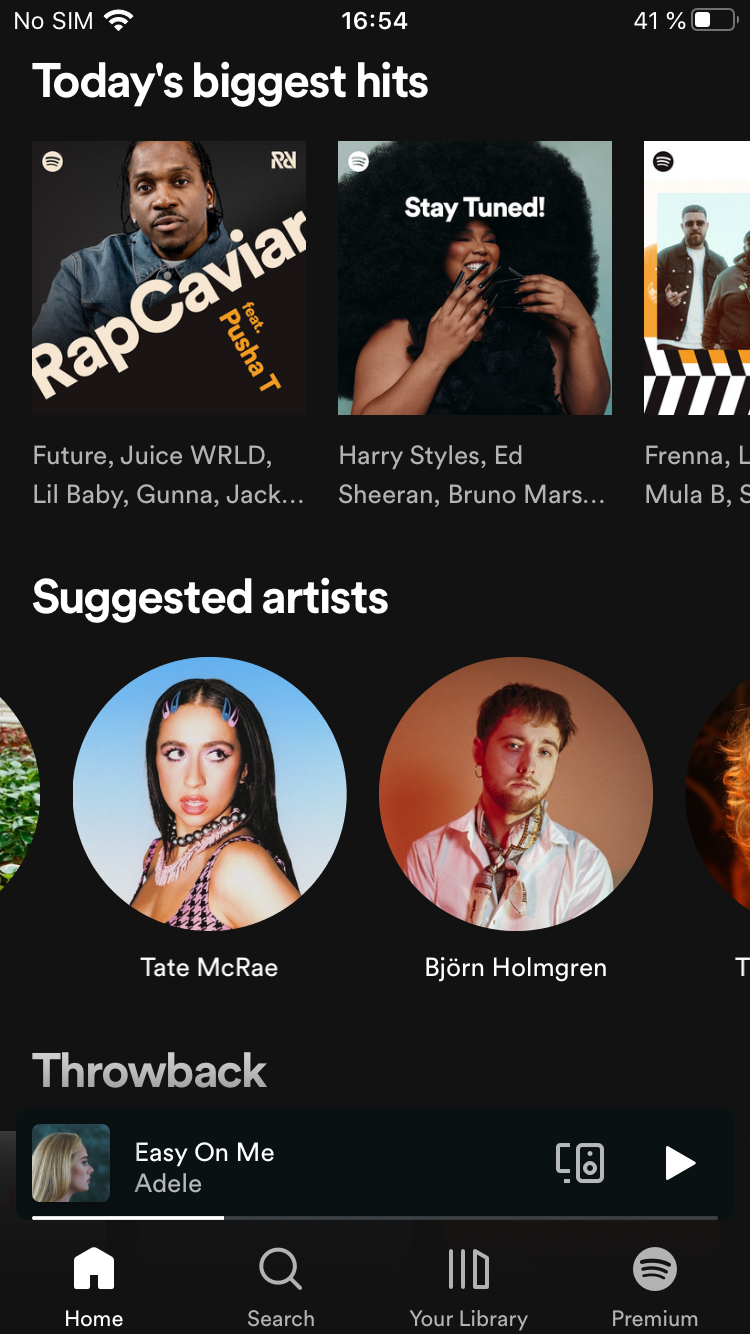 No SIM 16:54 41 %
Today's biggest hits
RapCaviar
feat.
Pusha T
Stay Tuned!
Future, Juice WRLD,
Lil Baby, Gunna, Jack...
Harry Styles, Ed
Sheeran, Bruno Mars...
Frenna, L
Mula B, S
Suggested artists
Tate McRae
Björn Holmgren
T
Throwback
Easy On Me
Adele
Home
Search
Your Library
Premium